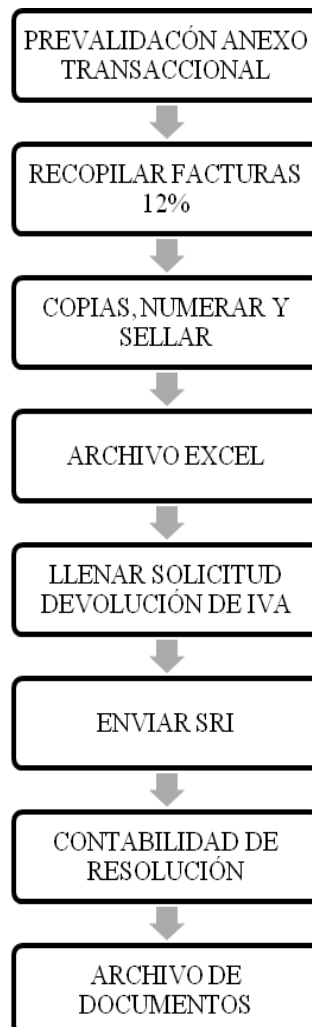 PREVALIDACÓN ANEXO
TRANSACCIONAL
RECOPILAR FACTURAS
12%
COPIAS, NUMERAR Y
SELLAR
ARCHIVO EXCEL
LLENAR SOLICITUD
DEVOLUCIÓN DE IVA
ENVIAR SRI
CONTABILIDAD DE
RESOLUCIÓN
ARCHIVO DE
DOCUMENTOS